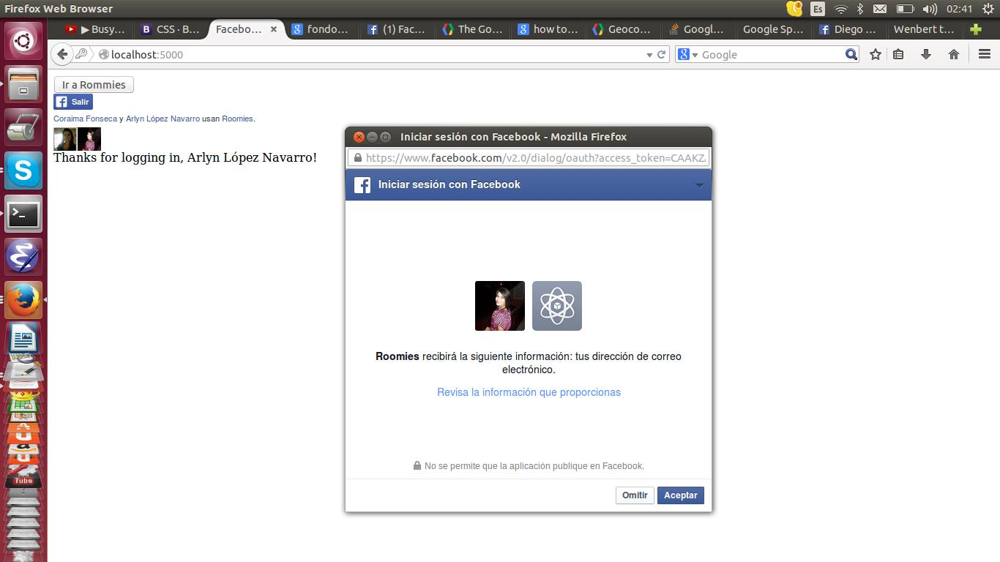 Firefox Web Browser
Es
02:41
▶ Busy...
B CSS · B...
Facebo...
fondo...
(1) Fac...
The Go...
how to...
Geoco...
Googl...
Google Sp...
Diego ...
Wenbert t...
localhost:5000
Google
Ir a Rommies
Salir
Coraima Fonseca y Arlyn López Navarro usan Roomies.
Thanks for logging in, Arlyn López Navarro!
Iniciar sesión con Facebook - Mozilla Firefox
https://www.facebook.com/v2.0/dialog/oauth?access_token=CAAKZ
Iniciar sesión con Facebook
Roomies recibirá la siguiente información: tus dirección de correo
electrónico.
Revisa la información que proporcionas
No se permite que la aplicación publique en Facebook.
Omitir
Aceptar
Tube